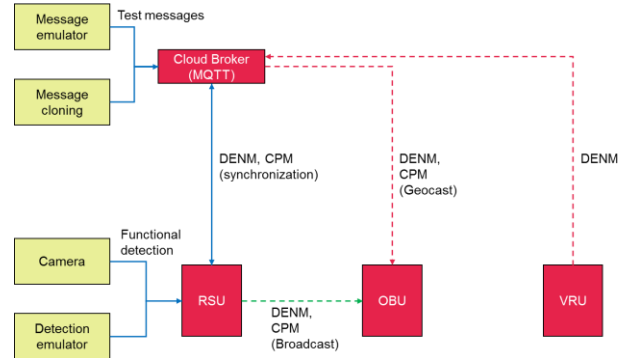 Message
emulator
Test messages
Message
cloning
Cloud Broker
(MQTT)
DENM, CPM
(synchronization)
DENM,
CPM
(Geocast)
DENM
Functional
detection
Camera
Detection
emulator
RSU
DENM,
CPM
(Broadcast)
OBU
VRU